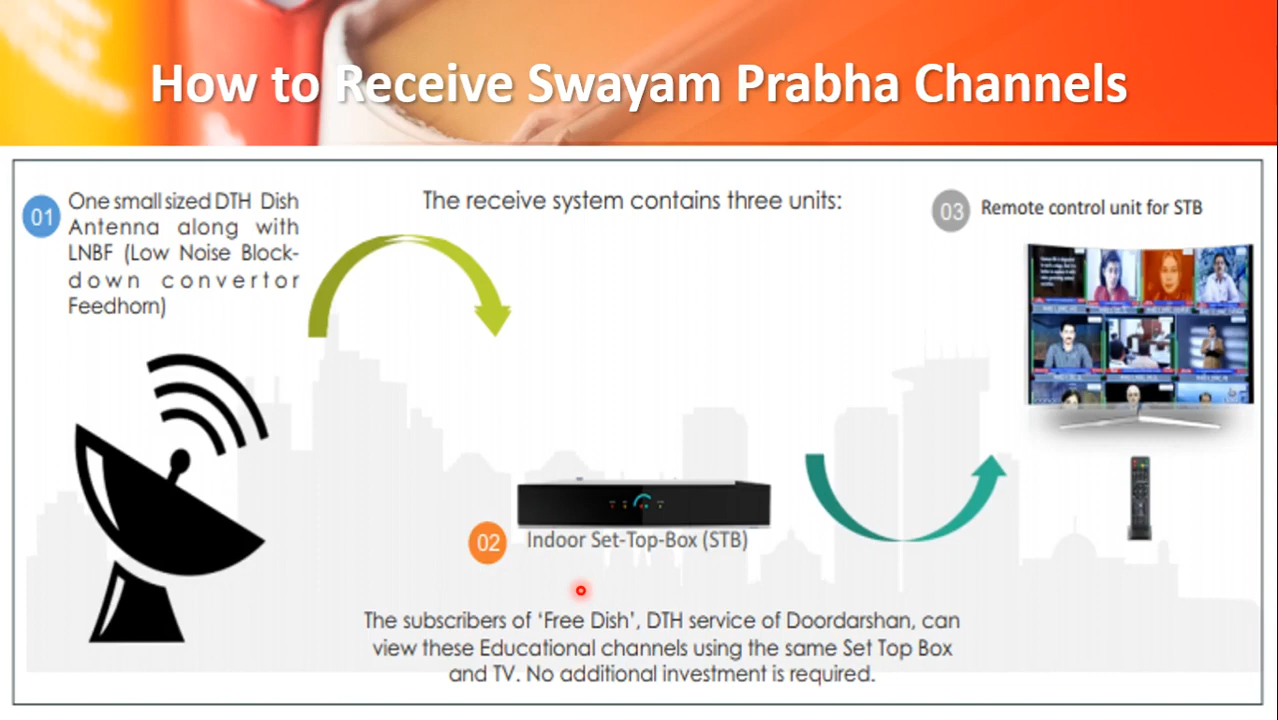 How to Receive Swayam Prabha Channels
01
One small sized DTH Dish
Antenna along with
LNBF (Low Noise Block-
down convertor
Feedhorn)
The receive system contains three units:
03
Remote control unit for STB
02
Indoor Set-Top-Box (STB)
The subscribers of ‘Free Dish’, DTH service of Doordarshan, can
view these Educational channels using the same Set Top Box
and TV. No additional investment is required.